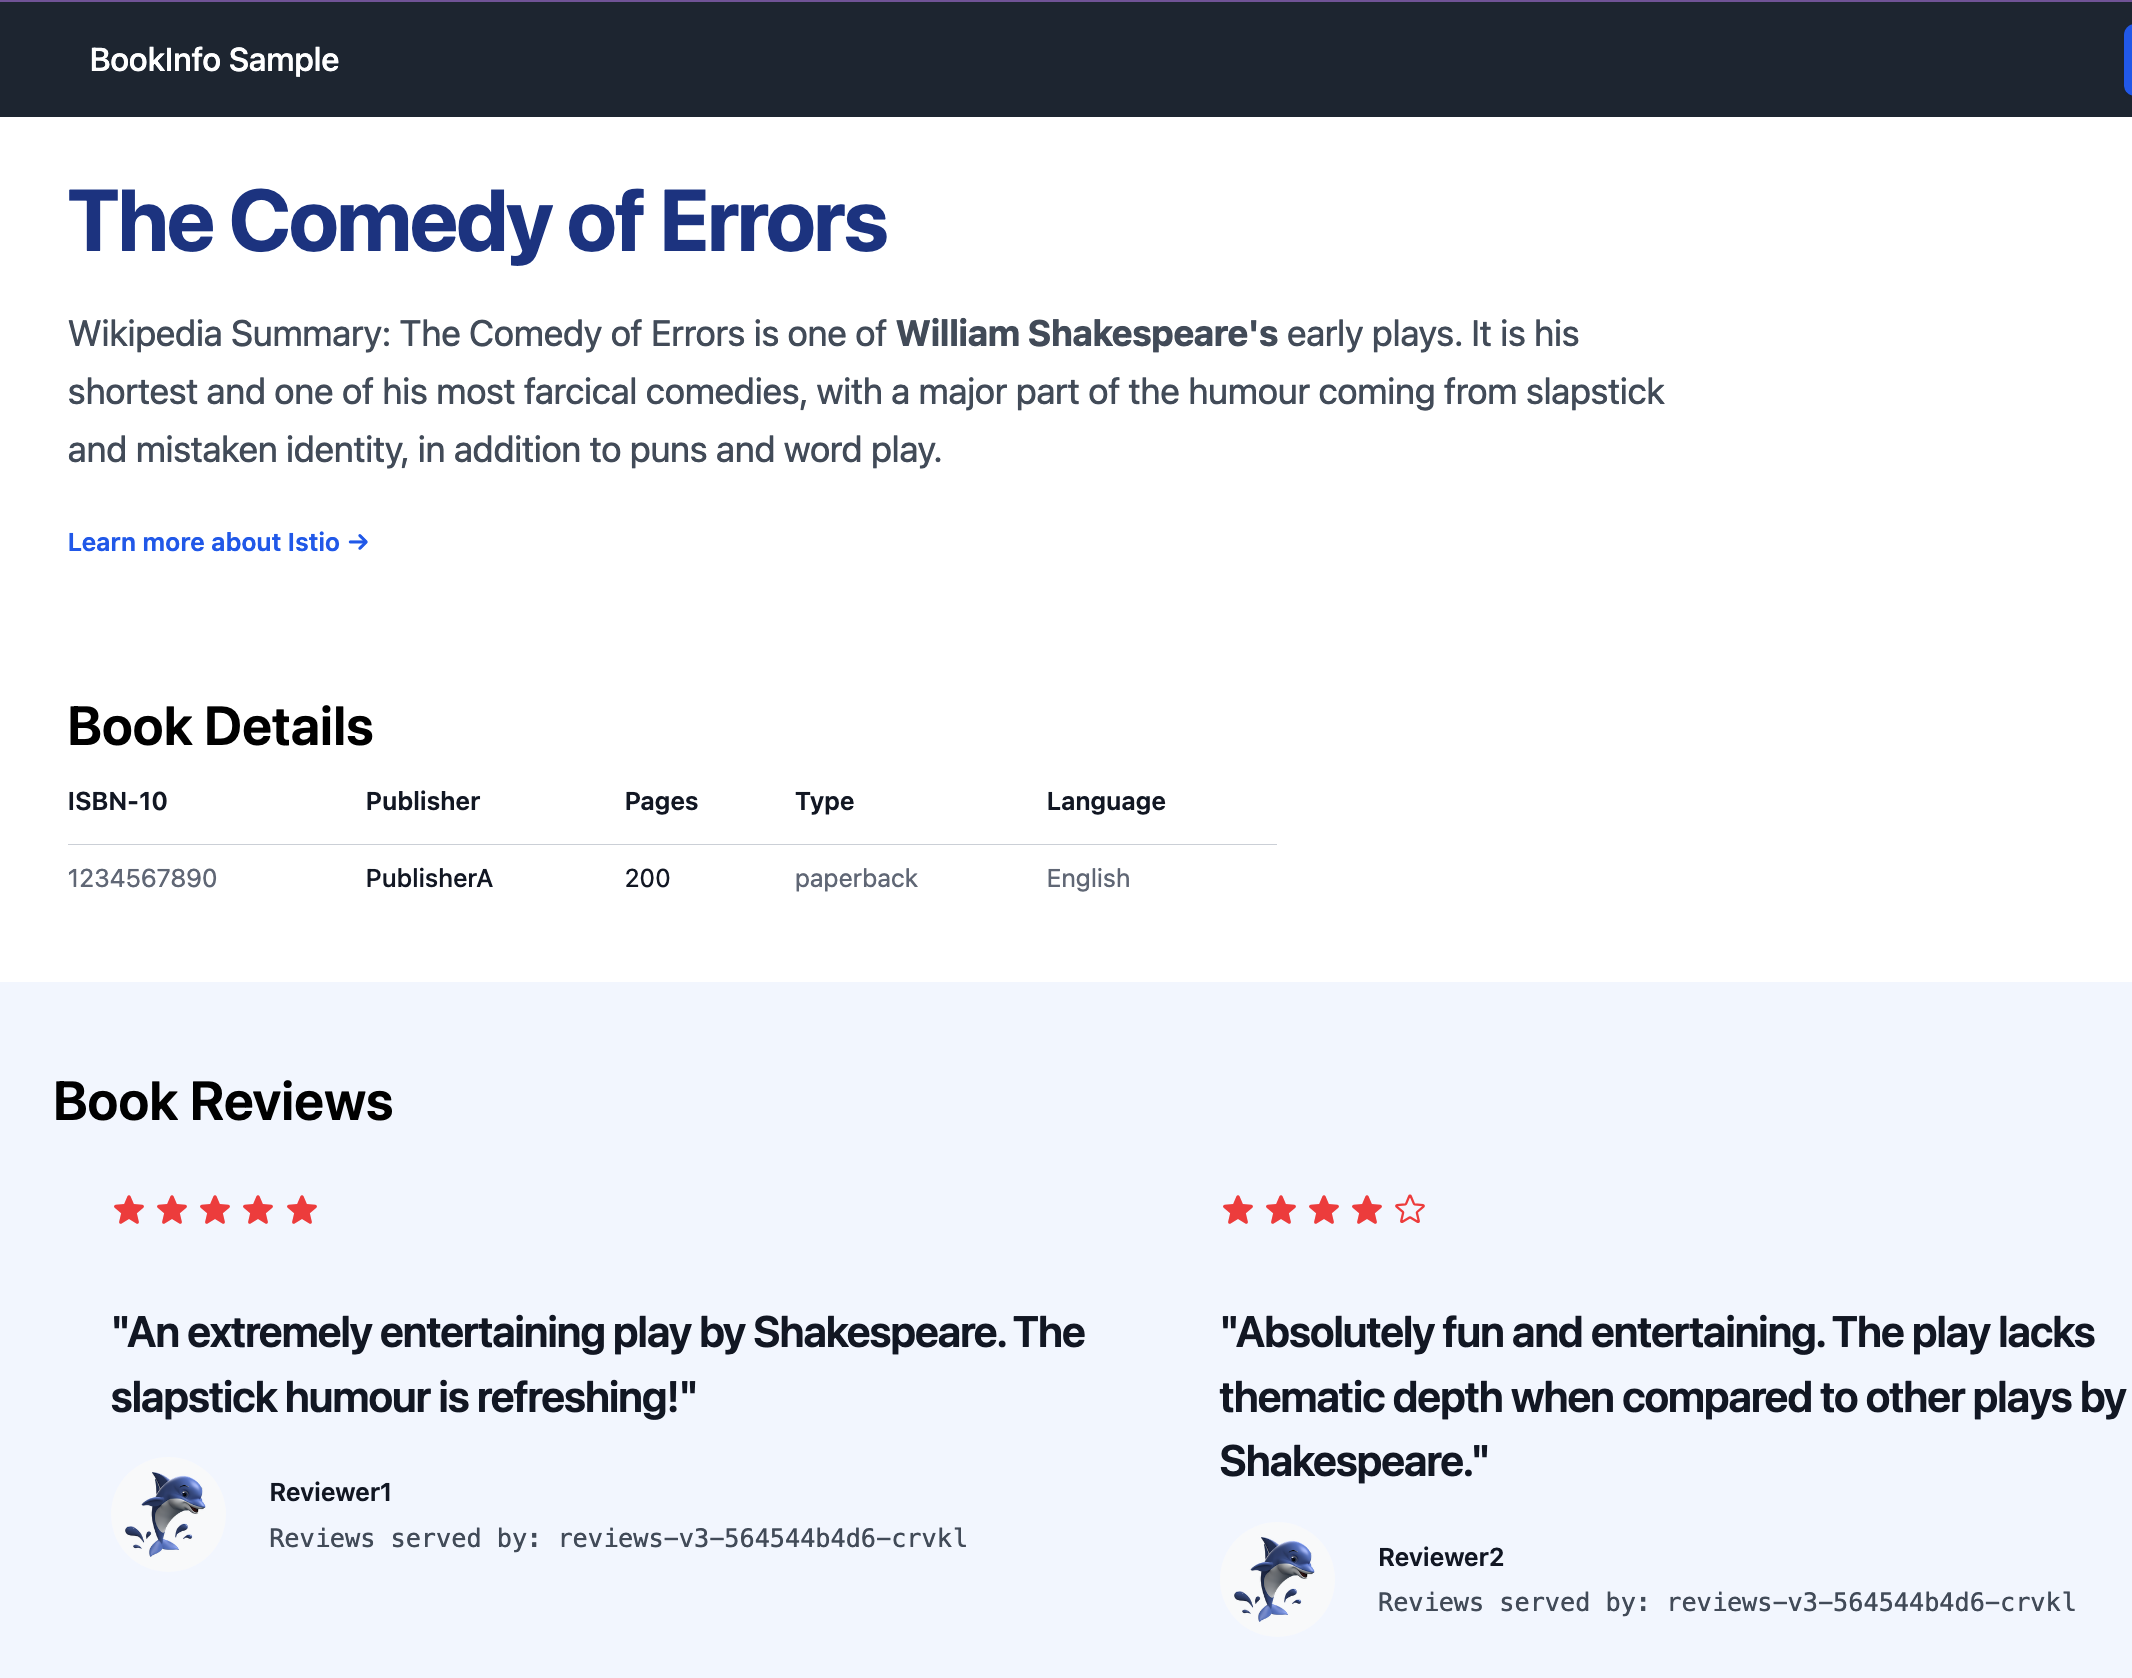 BookInfo Sample
The Comedy of Errors
Wikipedia Summary: The Comedy of Errors is one of William Shakespeare's early plays. It is his
shortest and one of his most farcical comedies, with a major part of the humour coming from slapstick
and mistaken identity, in addition to puns and word play.
Learn more about Istio →
Book Details
ISBN-10 Publisher Pages Type Language
1234567890 PublisherA 200 paperback English
Book Reviews
"An extremely entertaining play by Shakespeare. The
slapstick humour is refreshing!"
Reviewer1
Reviews served by: reviews-v3-564544b4d6-crvkl
"Absolutely fun and entertaining. The play lacks
thematic depth when compared to other plays by
Shakespeare."
Reviewer2
Reviews served by: reviews-v3-564544b4d6-crvkl